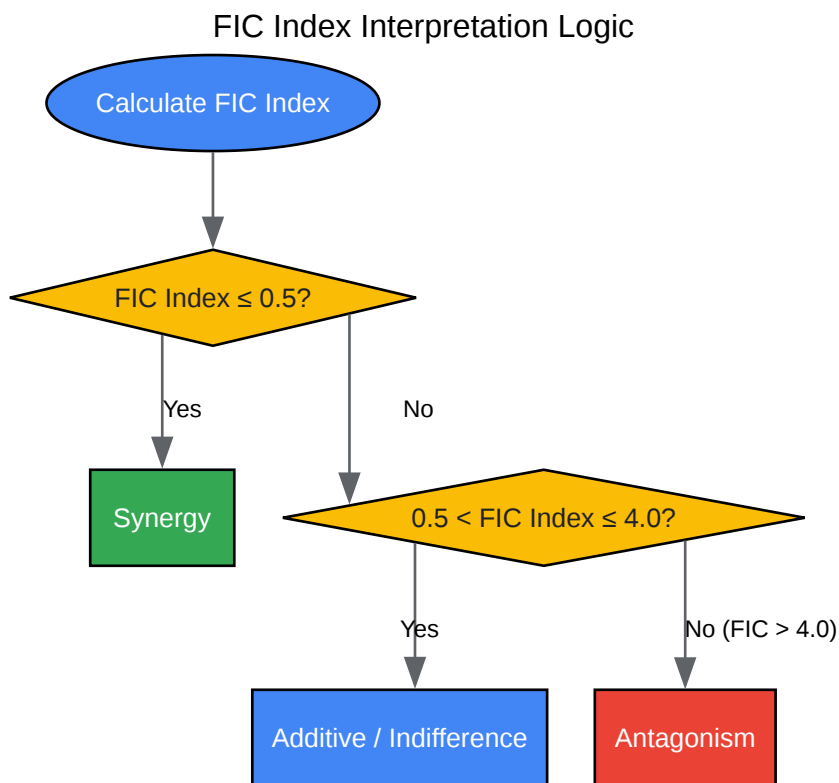 FIC Index Interpretation Logic
Calculate FIC Index
FIC Index ≤ 0.5?
Yes
No
Synergy
0.5 < FIC Index ≤ 4.0?
Yes
No (FIC > 4.0)
Additive / Indifference
Antagonism